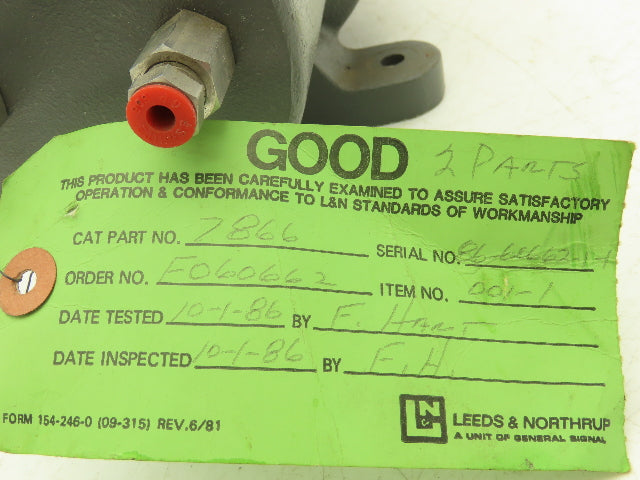 GOOD 2 PARTS
THIS PRODUCT HAS BEEN CAREFULLY EXAMINED TO ASSURE SATISFACTORY
OPERATION & CONFORMANCE TO L&N STANDARDS OF WORKMANSHIP
CAT PART NO. 7866 SERIAL NO.
ORDER NO. F060662 ITEM NO. 001-1
DATE TESTED 10-1-86 BY F. HART
DATE INSPECTED 10-1-86 BY F.H.
FORM 154-246-0 (09-315) REV.6/81
L&N LEEDS & NORTHRUP
A UNIT OF GENERAL SIGNAL